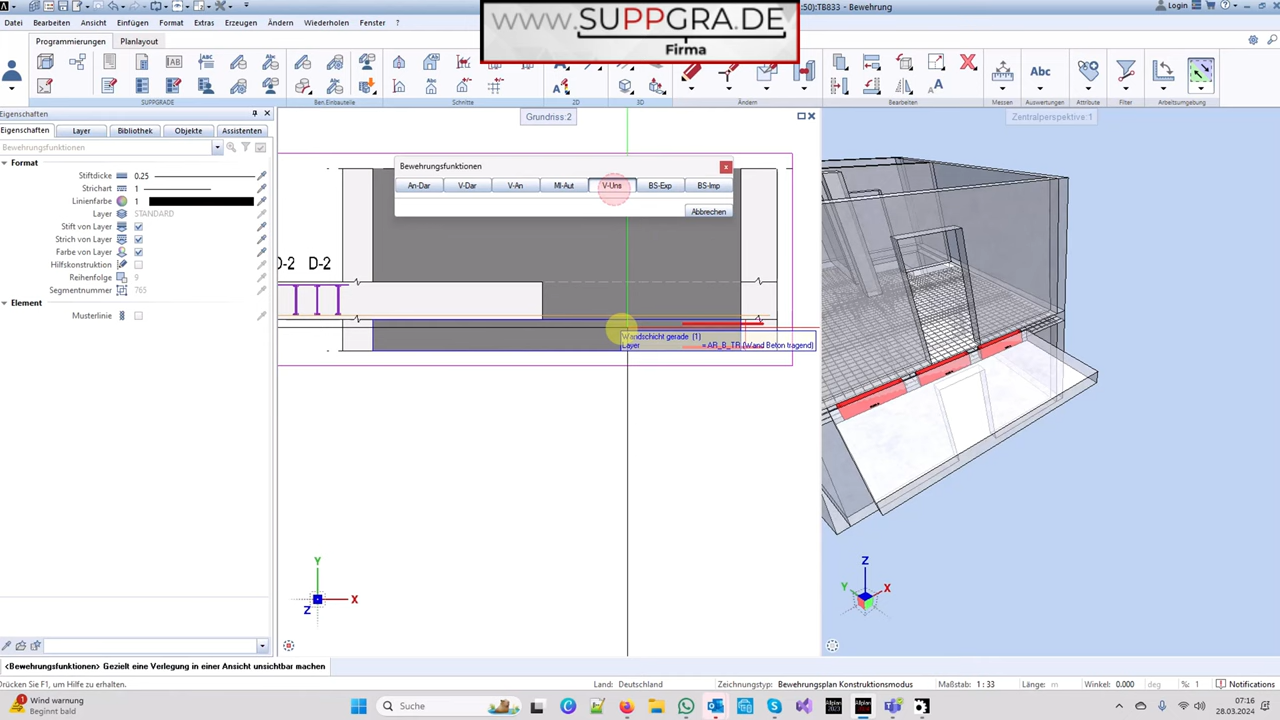 www.SUPPGRA.DE
Firma
:50):TB833 - Bewehrung
Login
Datei Bearbeiten Einfügen Format Extras Erzeugen Ändern Wiederholen Fenster ?
Programmierungen Planlayout
SUPPGRADE Ben.Einbauteile Schnitte 2D 3D Ändern Bearbeiten Messen Auswertungen Attribute Filter Arbeitsumgebung
Abc
Eigenschaften
Eigenschaften Layer Bibliothek Objekte Assistenten
Bewehrungsfunktionen
Format
Stiftdicke 0.25
Strichart 1
Linienfarbe 1
Layer STANDARD
Stift von Layer
Strich von Layer
Farbe von Layer
Hilfskonstruktion
Reihenfolge 9
Segmentnummer 765
Element
Musterlinie
Grundriss:2
Zentralperspektive:1
Bewehrungsfunktionen
An-Dar V-Dar V-An MI-Aut V-Uns BS-Exp BS-Imp
Abbrechen
D-2 D-2
Wandschicht gerade (1)
Layer = AR_B_TR (Wand Beton tragend)
Y
X
Z
Z
Y
X
<Bewehrungsfunktionen> Gezielt eine Verlegung in einer Ansicht unsichtbar machen
Drücken Sie F1, um Hilfe zu erhalten.
Land: Deutschland Zeichnungstyp: Bewehrungsplan Konstruktionsmodus Maßstab: 1 : 33 Länge: m Winkel: 0.000 deg %: 1 Notifications
Wind warnung
Beginnt bald
Suche
07:16
28.03.2024